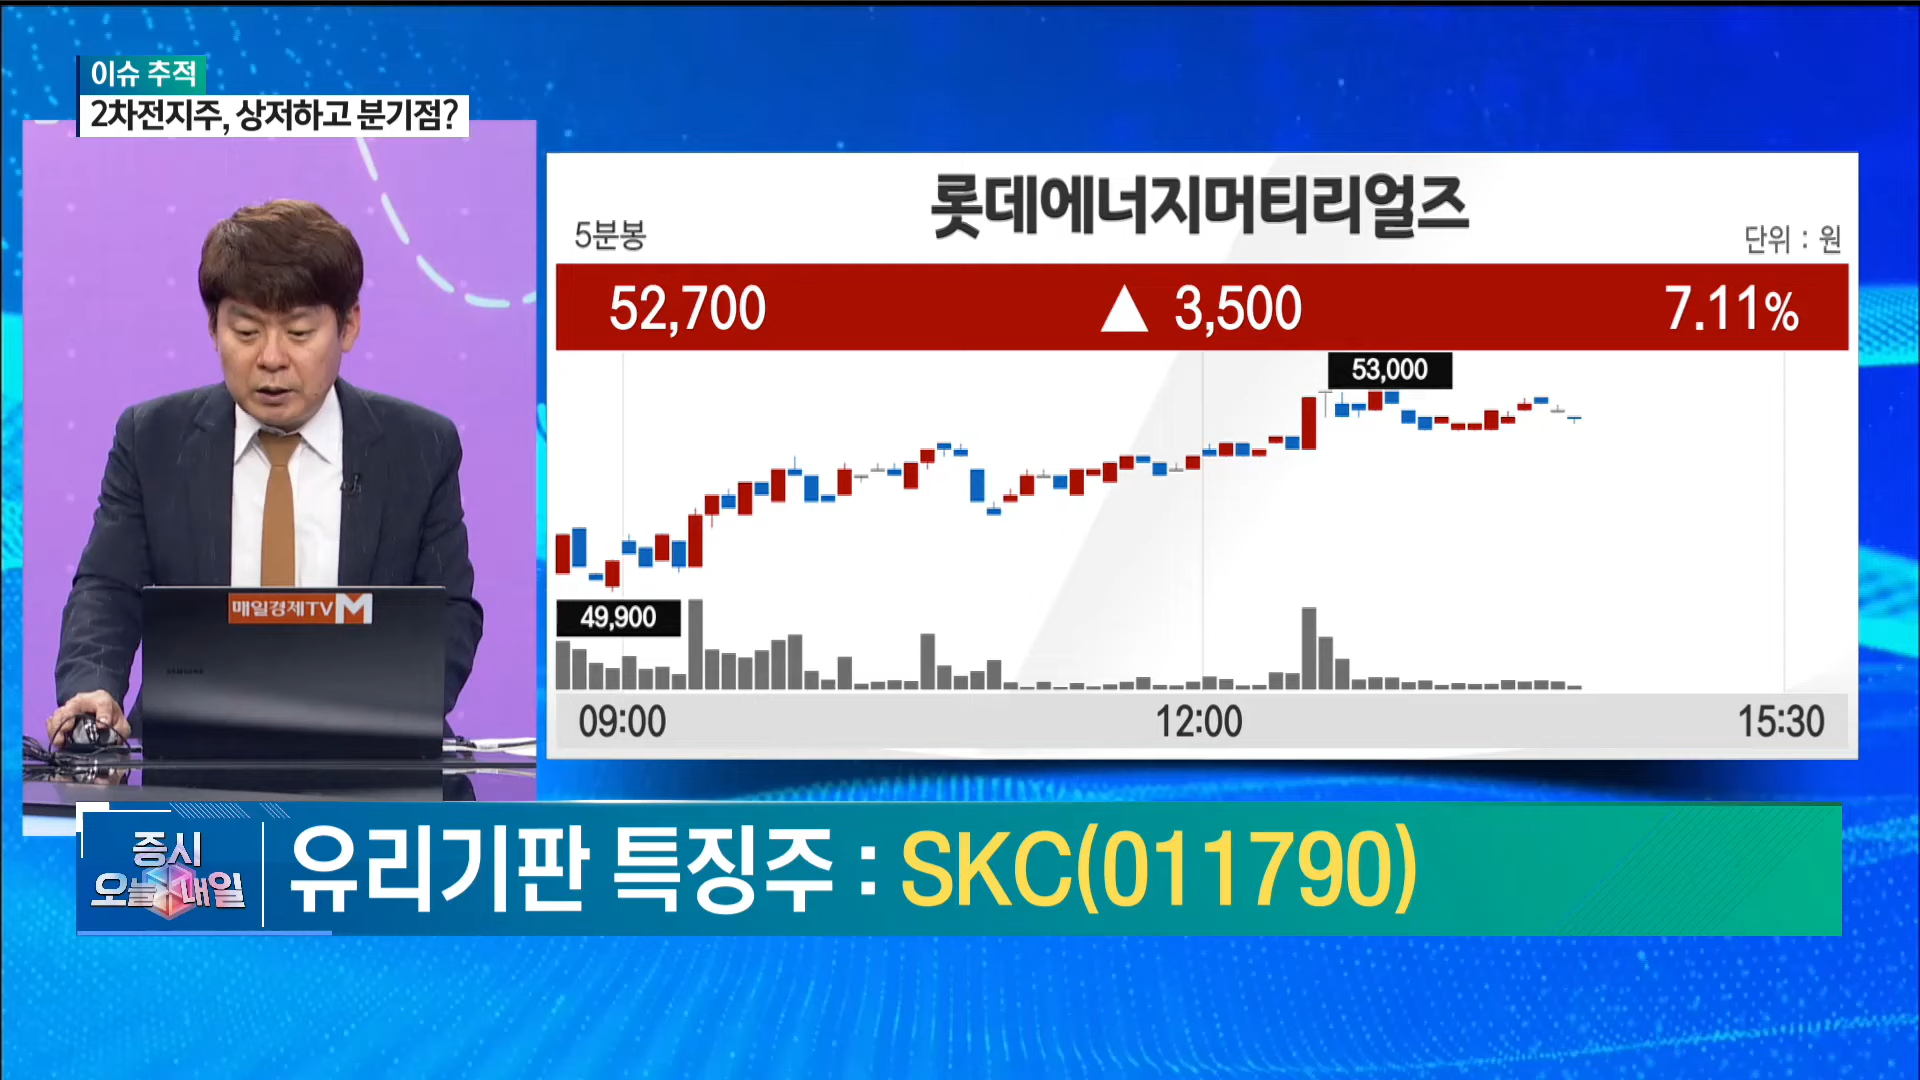 이슈 추적
2차전지주, 상저하고 분기점?
롯데에너지머티리얼즈
5분봉
단위 : 원
52,700 ▲ 3,500 7.11%
53,000
49,900
09:00 12:00 15:30
매일경제TV M
SAMSUNG
증시
오늘 내일
유리기판 특징주 : SKC(011790)